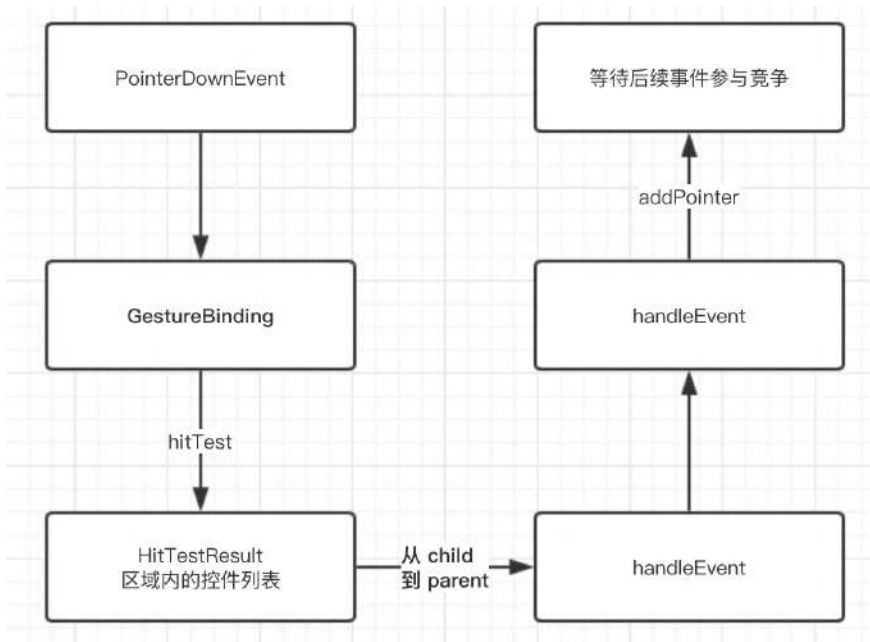 PointerDownEvent
GestureBinding
hitTest
HitTestResult
区域内的控件列表
从 child
到 parent
handleEvent
handleEvent
addPointer
等待后续事件参与竞争